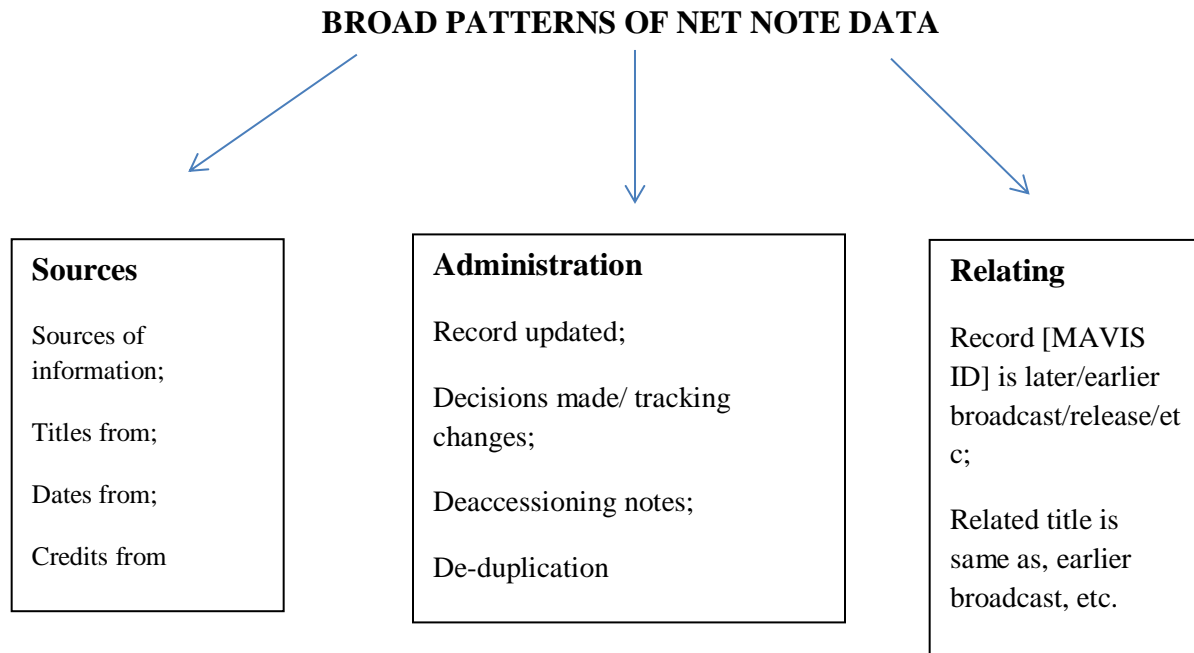 BROAD PATTERNS OF NET NOTE DATA
Sources
Sources of
information;
Titles from;
Dates from;
Credits from
Administration
Record updated;
Decisions made/ tracking
changes;
Deaccessioning notes;
De-duplication
Relating
Record [MAVIS
ID] is later/earlier
broadcast/release/et
c;
Related title is
same as, earlier
broadcast, etc.